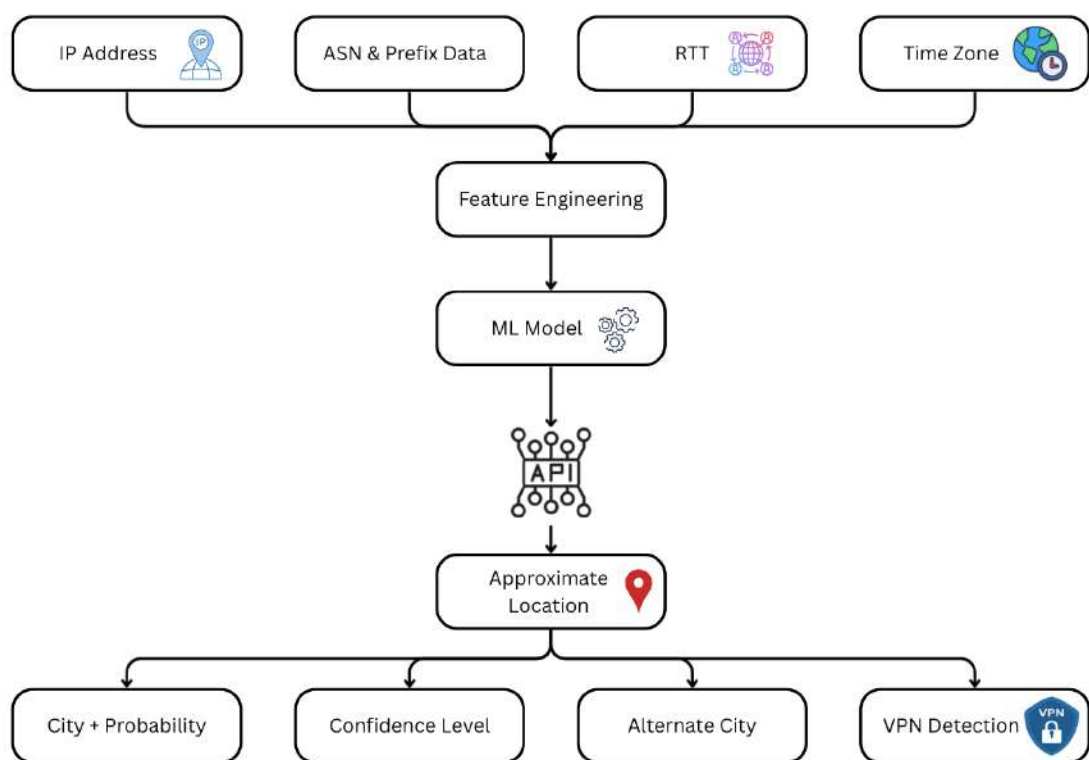 IP Address
IP
ASN & Prefix Data
RTT
Time Zone
Feature Engineering
ML Model
API
Approximate
Location
City + Probability
Confidence Level
Alternate City
VPN Detection
VPN